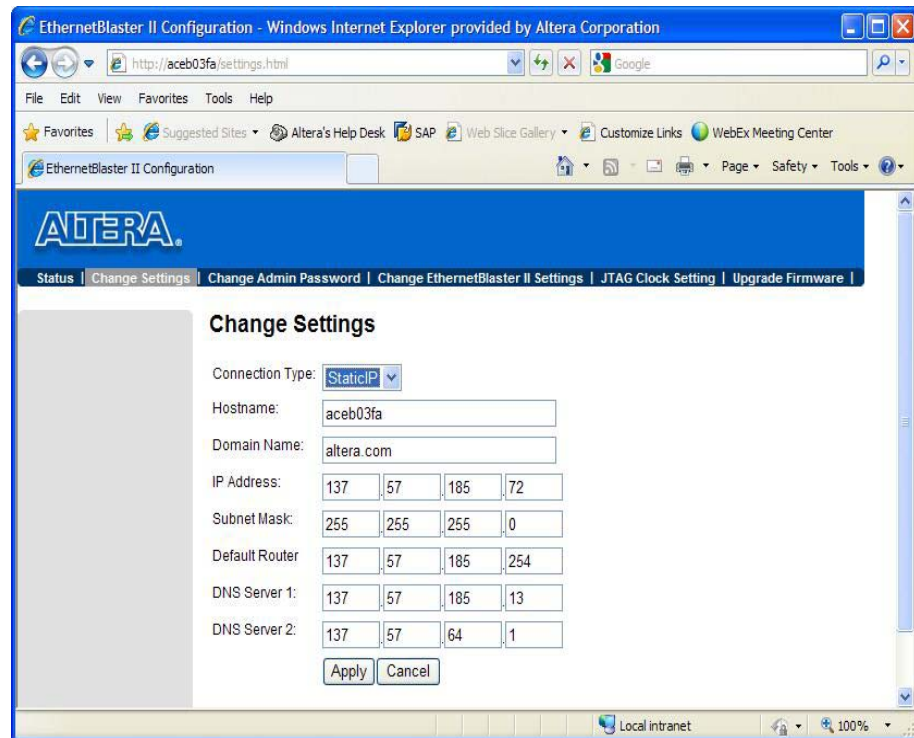 EthernetBlaster II Configuration - Windows Internet Explorer provided by Altera Corporation
http://aceb03fa/settings.html Google
File Edit View Favorites Tools Help
Favorites Suggested Sites Altera's Help Desk SAP Web Slice Gallery Customize Links WebEx Meeting Center
EthernetBlaster II Configuration Page Safety Tools
ALTERA.
Status | Change Settings | Change Admin Password | Change EthernetBlaster II Settings | JTAG Clock Setting | Upgrade Firmware |
Change Settings
Connection Type: StaticIP
Hostname: aceb03fa
Domain Name: altera.com
IP Address: 137 .57 .185 .72
Subnet Mask: 255 .255 .255 .0
Default Router 137 .57 .185 .254
DNS Server 1: 137 .57 .185 .13
DNS Server 2: 137 .57 .64 .1
Apply Cancel
Local intranet 100%